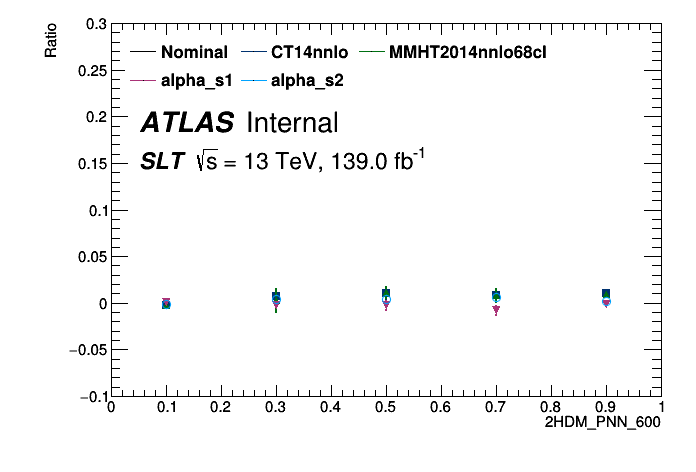 Ratio
0.3
Nominal CT14nnlo MMHT2014nnlo68cl
0.25
alpha_s1 alpha_s2
0.2
ATLAS Internal
SLT √s = 13 TeV, 139.0 fb-1
0.15
0.1
0.05
0
−0.05
−0.1
0 0.1 0.2 0.3 0.4 0.5 0.6 0.7 0.8 0.9 1
2HDM_PNN_600